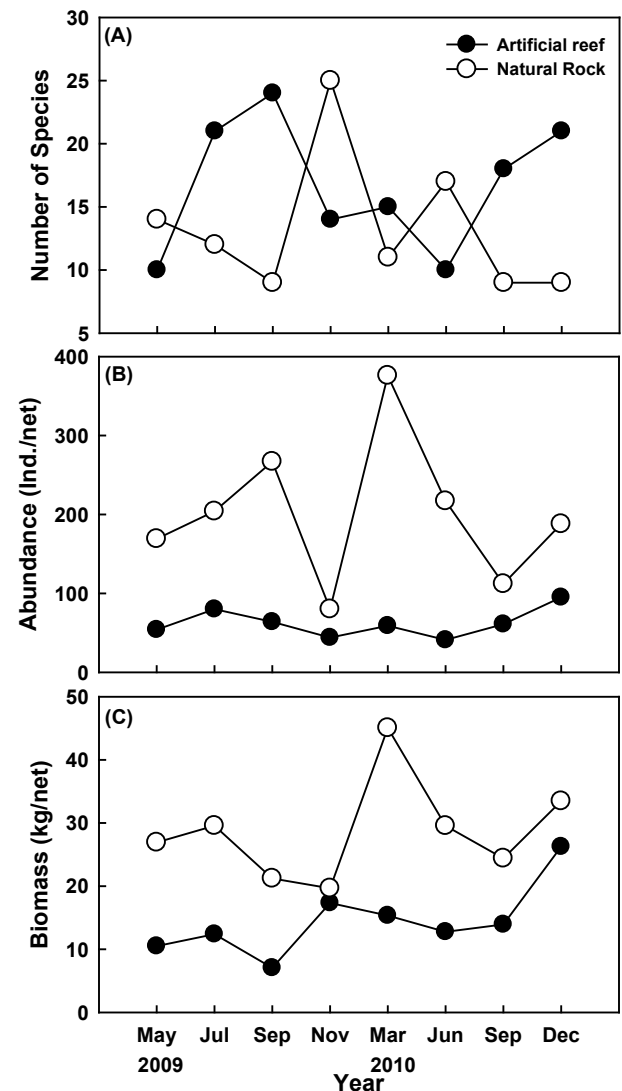 (A)
Artificial reef
Natural Rock
30
25
20
15
10
5
Number of Species
(B)
400
300
200
100
0
Abundance (Ind./net)
(C)
50
40
30
20
10
0
Biomass (kg/net)
May Jul Sep Nov Mar Jun Sep Dec
2009 2010
Year